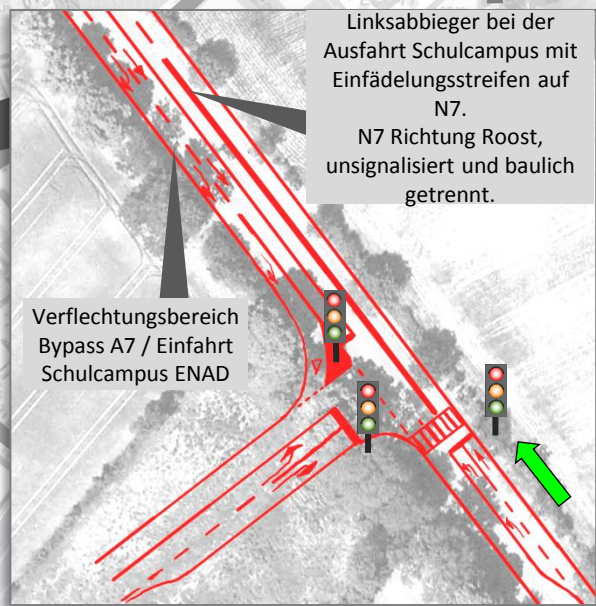 Linksabbieger bei der
Ausfahrt Schulcampus mit
Einfädelungsstreifen auf
N7.
N7 Richtung Roost,
unsignalisiert und baulich
getrennt.
Verflechtungsbereich
Bypass A7 / Einfahrt
Schulcampus ENAD